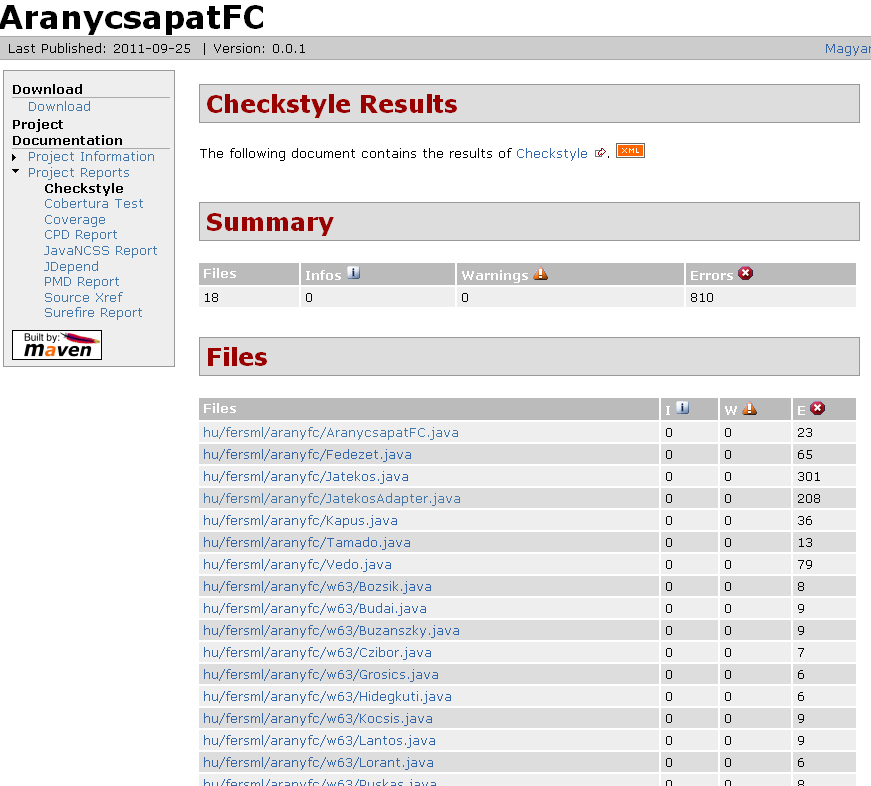 AranycsapatFC
Last Published: 2011-09-25 | Version: 0.0.1
Magyar
Download
Download
Project
Documentation
Project Information
Project Reports
Checkstyle
Cobertura Test
Coverage
CPD Report
JavaNCSS Report
JDepend
PMD Report
Source Xref
Surefire Report
Built by:
maven
Checkstyle Results
The following document contains the results of Checkstyle . XML
Summary
Files Infos Warnings Errors
18 0 0 810
Files
Files I W E
hu/fersml/aranyfc/AranycsapatFC.java 0 0 23
hu/fersml/aranyfc/Fedezet.java 0 0 65
hu/fersml/aranyfc/Jatekos.java 0 0 301
hu/fersml/aranyfc/JatekosAdapter.java 0 0 208
hu/fersml/aranyfc/Kapus.java 0 0 36
hu/fersml/aranyfc/Tamado.java 0 0 13
hu/fersml/aranyfc/Vedo.java 0 0 79
hu/fersml/aranyfc/w63/Bozsik.java 0 0 8
hu/fersml/aranyfc/w63/Budai.java 0 0 9
hu/fersml/aranyfc/w63/Buzanszky.java 0 0 9
hu/fersml/aranyfc/w63/Czibor.java 0 0 7
hu/fersml/aranyfc/w63/Grosics.java 0 0 6
hu/fersml/aranyfc/w63/Hidegkuti.java 0 0 6
hu/fersml/aranyfc/w63/Kocsis.java 0 0 9
hu/fersml/aranyfc/w63/Lantos.java 0 0 9
hu/fersml/aranyfc/w63/Lorant.java 0 0 6
hu/fersml/aranyfc/w63/Puskas.java 0 0 8